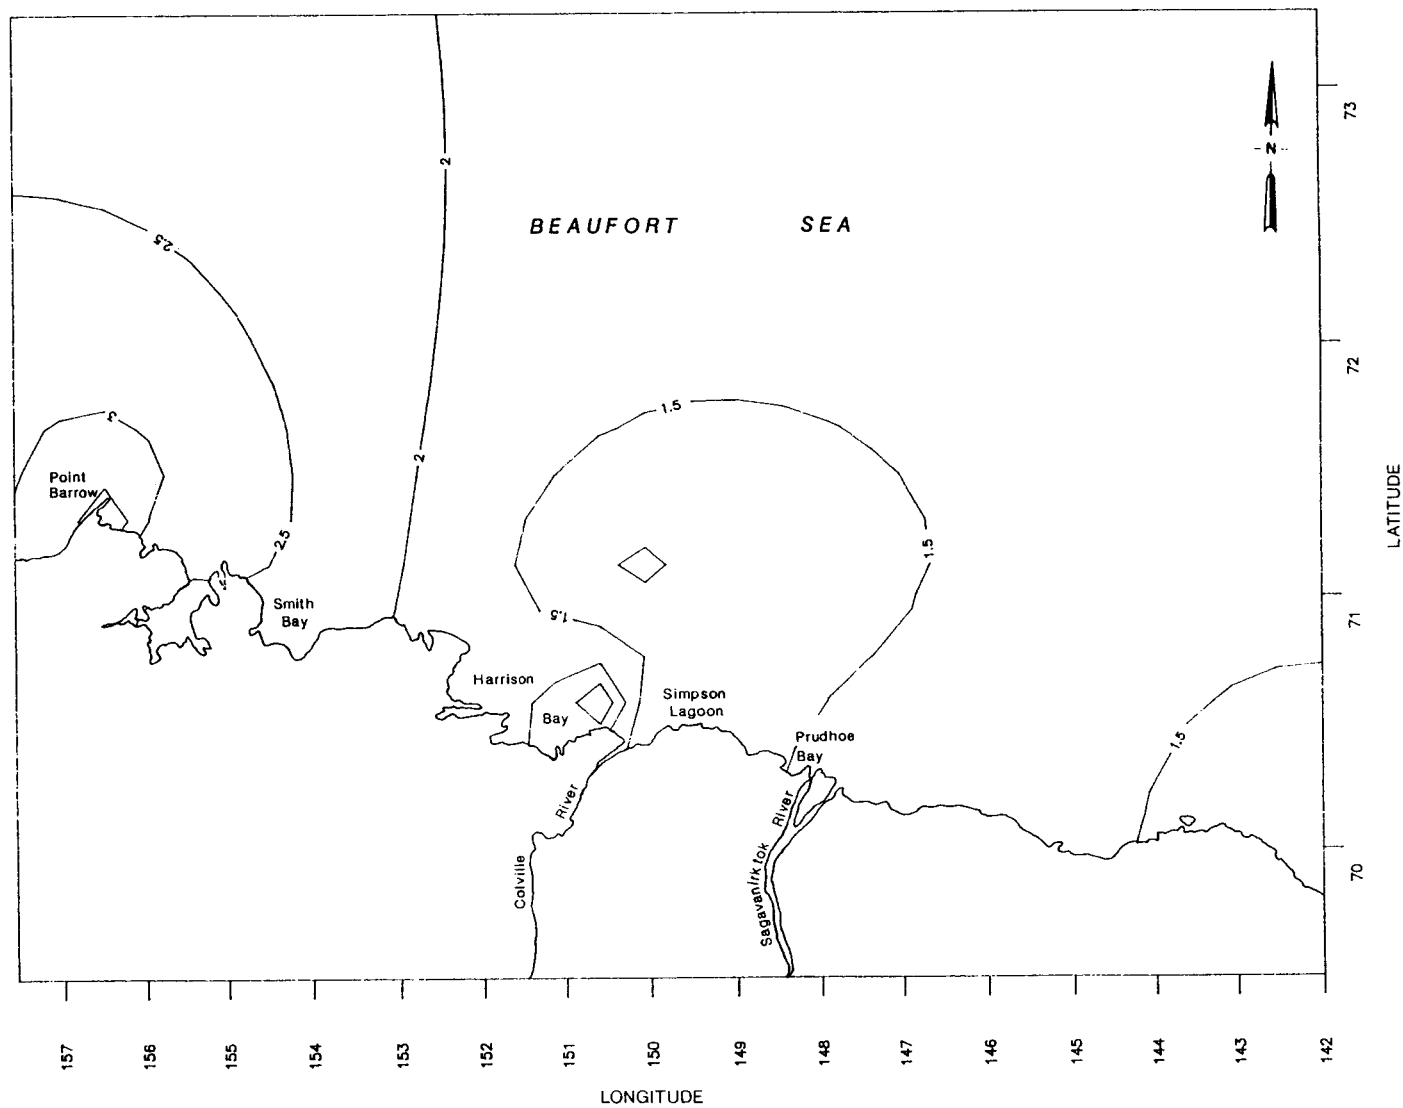 73
N
2
BEAUFORT SEA
2.5
72
1.5
3
2
Point
Barrow
LATITUDE
2.5
1.5
Smith
Bay
1.5
71
Harrison
Bay
Simpson
Lagoon
Prudhoe
Bay
1.5
River
River
Colville
Sagavanirktok
70
157
156
155
154
153
152
151
150
149
148
147
146
145
144
143
142
LONGITUDE